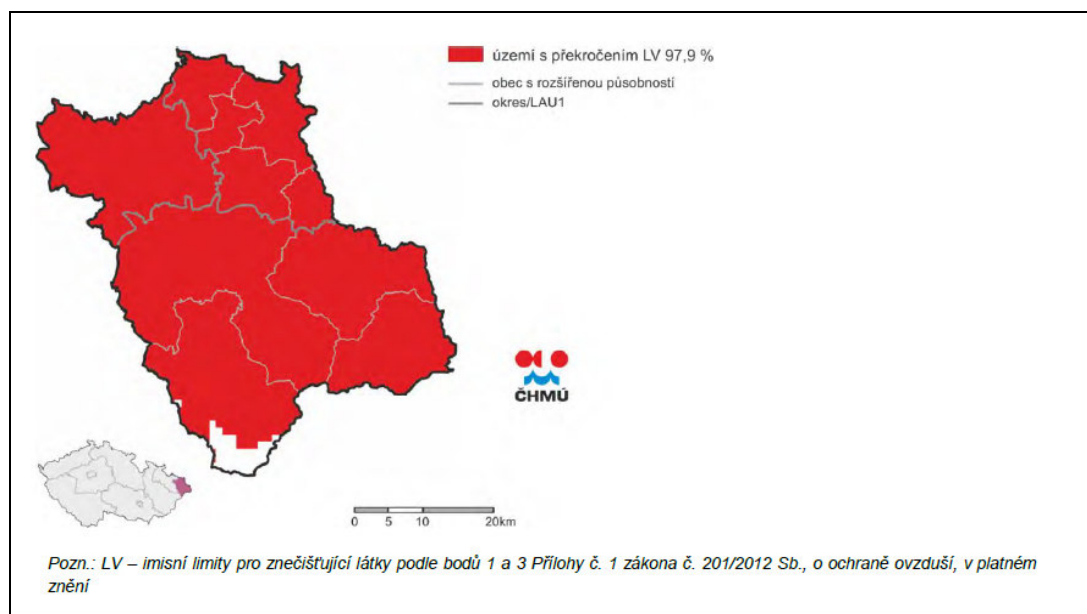 území s překročením LV 97,9 %
obec s rozšířenou působností
okres/LAU1
ČHMÚ
0 5 10 20km
Pozn.: LV – imisní limity pro znečišťující látky podle bodů 1 a 3 Přílohy č. 1 zákona č. 201/2012 Sb., o ochraně ovzduší, v platném
znění